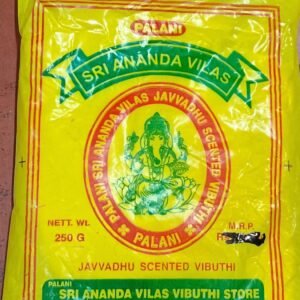 PALANI
SRI ANANDA VILAS
PALANI SRI ANANDA VILAS JAVVADHU SCENTED VIBUTHI
PALANI
NETT. WL
250 G
M.R.P.
JAVVADHU SCENTED VIBUTHI
PALANI
SRI ANANDA VILAS VIBUTHI STORE